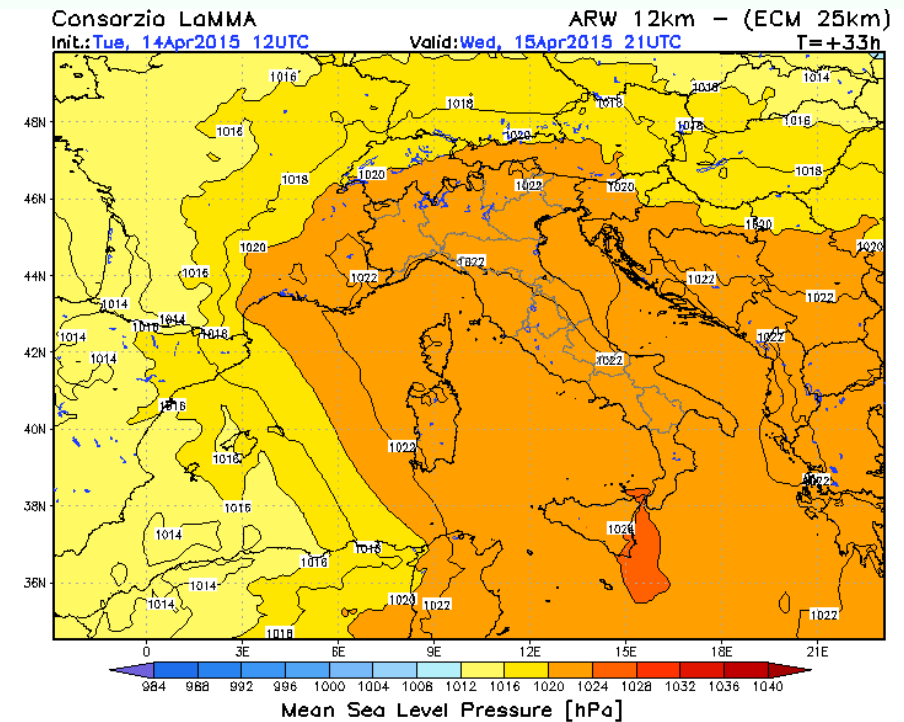 Consorzio LaMMA ARW 12km – (ECM 25km)
Init.:Tue, 14Apr2015 12UTC Valid:Wed, 15Apr2015 21UTC T=+33h
1016 1014
48N 1018 1018 1018
1016 1018 1016
1020
1018 1020 1022 1020 1018
46N
1020 1020 1020
1016 1022 1022 1022
44N
1014 1014 1022
1014 1016 1016 1022
42N 1014 1022
1016
40N
1022
1016 1022
38N
1016 1024
1014 1016
1016
36N 1014
1014 1020 1022 1022
1018
0 3E 6E 9E 12E 15E 18E 21E
984 988 992 996 1000 1004 1008 1012 1016 1020 1024 1028 1032 1036 1040
Mean Sea Level Pressure [hPa]